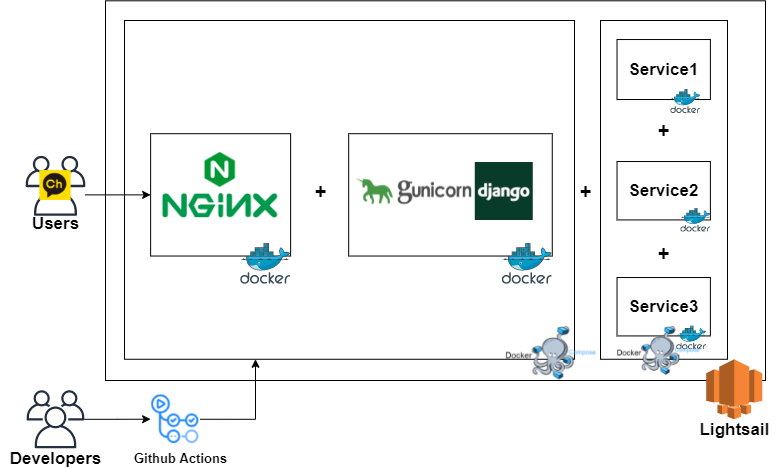 Service1
docker
+
Service2
docker
+
Service3
docker
Docker
Compose
+
N
NGINX
docker
+
gunicorn
django
docker
Docker
Compose
Ch
Users
Developers
Github Actions
Lightsail